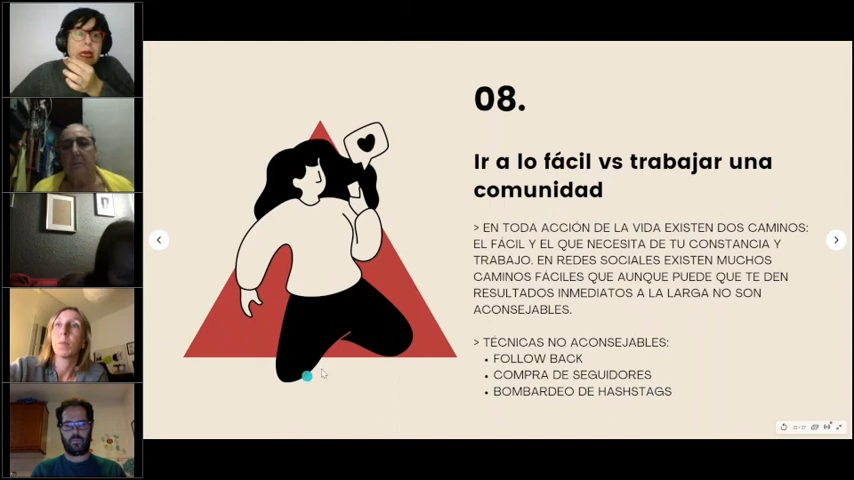 08.
Ir a lo fácil vs trabajar una
comunidad
> EN TODA ACCIÓN DE LA VIDA EXISTEN DOS CAMINOS:
EL FÁCIL Y EL QUE NECESITA DE TU CONSTANCIA Y
TRABAJO. EN REDES SOCIALES EXISTEN MUCHOS
CAMINOS FÁCILES QUE AUNQUE PUEDE QUE TE DEN
RESULTADOS INMEDIATOS A LA LARGA NO SON
ACONSEJABLES.
> TÉCNICAS NO ACONSEJABLES:
• FOLLOW BACK
• COMPRA DE SEGUIDORES
• BOMBARDEO DE HASHSTAGS